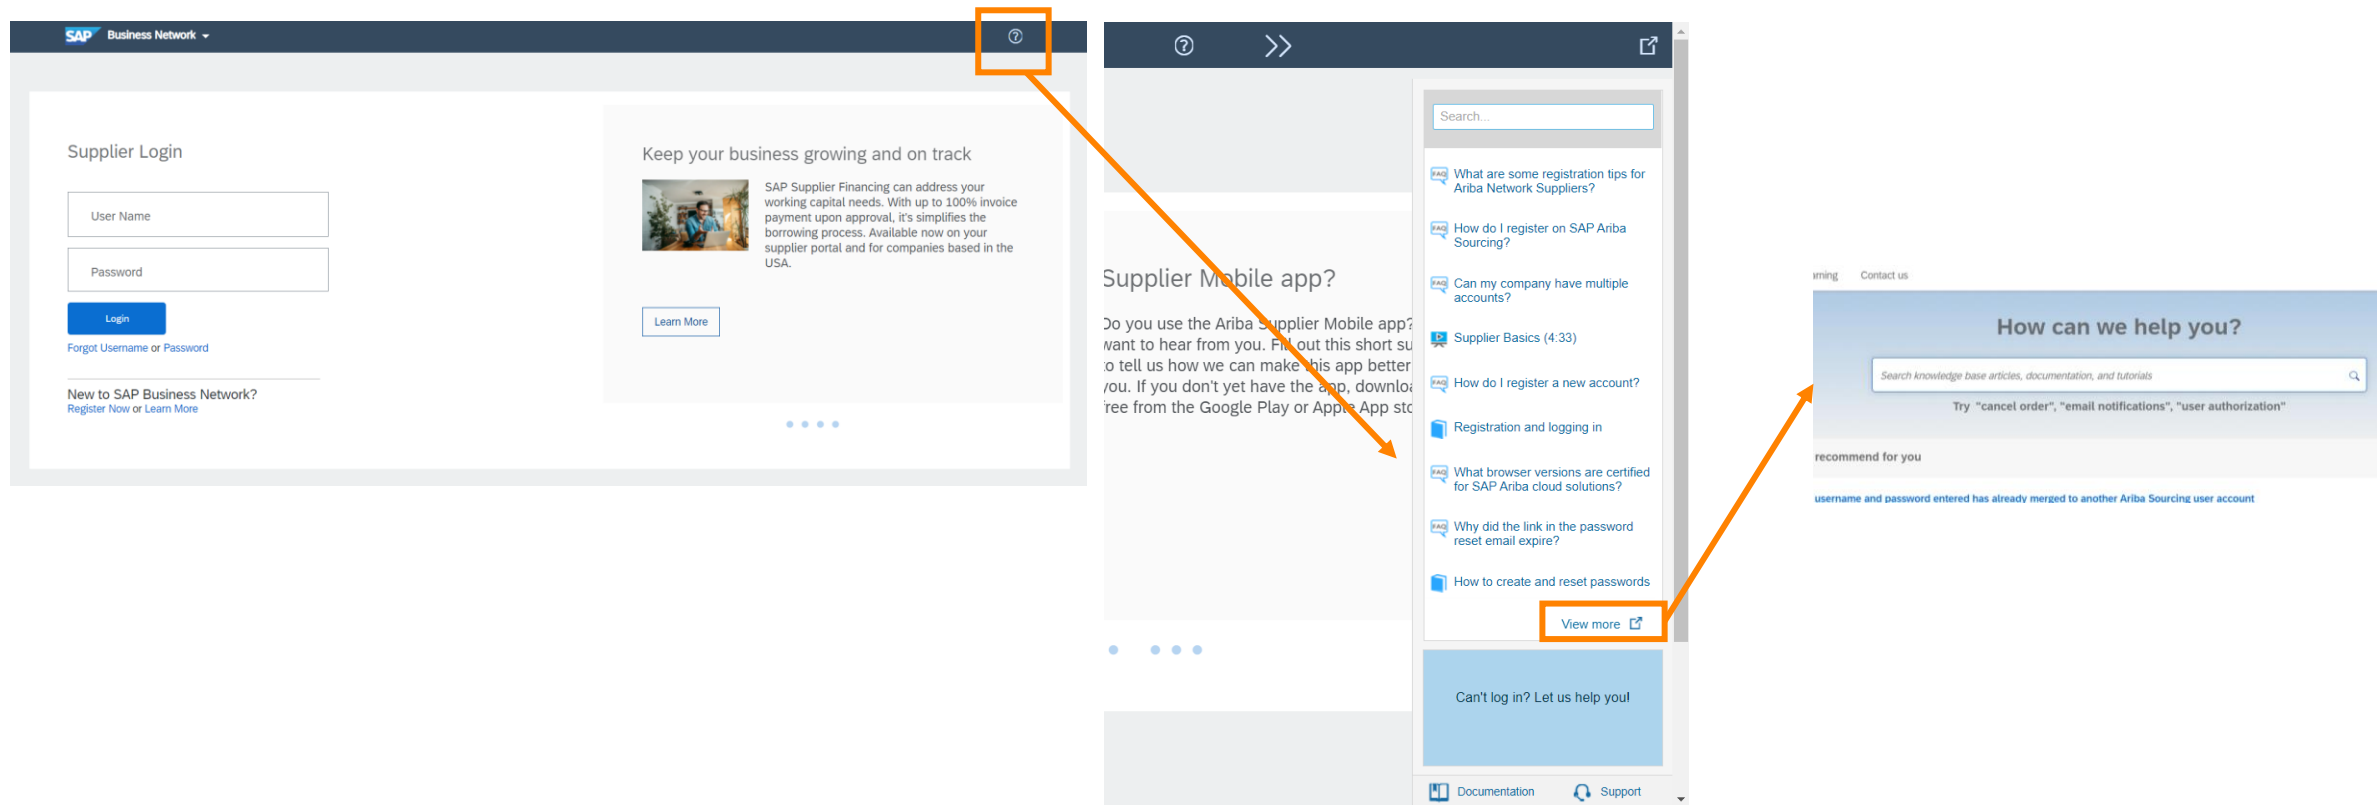 SAP Business Network
Supplier Login
User Name
Password
Login
Forgot Username or Password
New to SAP Business Network?
Register Now or Learn More
Keep your business growing and on track
SAP Supplier Financing can address your
working capital needs. With up to 100% invoice
payment upon approval, it's simplifies the
borrowing process. Available now on your
supplier portal and for companies based in the
USA.
Learn More
Supplier Mobile app?
Do you use the Ariba Supplier Mobile app?
want to hear from you. Fill out this short su
to tell us how we can make this app better
you. If you don't yet have the app, downloa
free from the Google Play or Apple App sto
Search...
FAQ What are some registration tips for
Ariba Network Suppliers?
FAQ How do I register on SAP Ariba
Sourcing?
FAQ Can my company have multiple
accounts?
Supplier Basics (4:33)
FAQ How do I register a new account?
Registration and logging in
FAQ What browser versions are certified
for SAP Ariba cloud solutions?
FAQ Why did the link in the password
reset email expire?
How to create and reset passwords
View more
Can't log in? Let us help you!
Documentation
Support
arning Contact us
How can we help you?
Search knowledge base articles, documentation, and tutorials
Try "cancel order", "email notifications", "user authorization"
recommend for you
username and password entered has already merged to another Ariba Sourcing user account